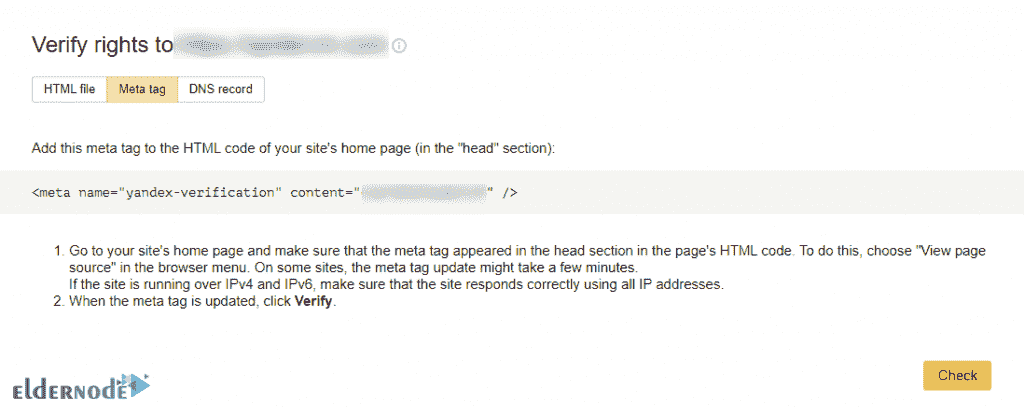 Verify rights to
HTML file Meta tag DNS record
Add this meta tag to the HTML code of your site's home page (in the "head" section):
<meta name="yandex-verification" content=" " />
1. Go to your site's home page and make sure that the meta tag appeared in the head section in the page's HTML code. To do this, choose "View page
source" in the browser menu. On some sites, the meta tag update might take a few minutes.
If the site is running over IPv4 and IPv6, make sure that the site responds correctly using all IP addresses.
2. When the meta tag is updated, click Verify.
Check
ELDERNODE